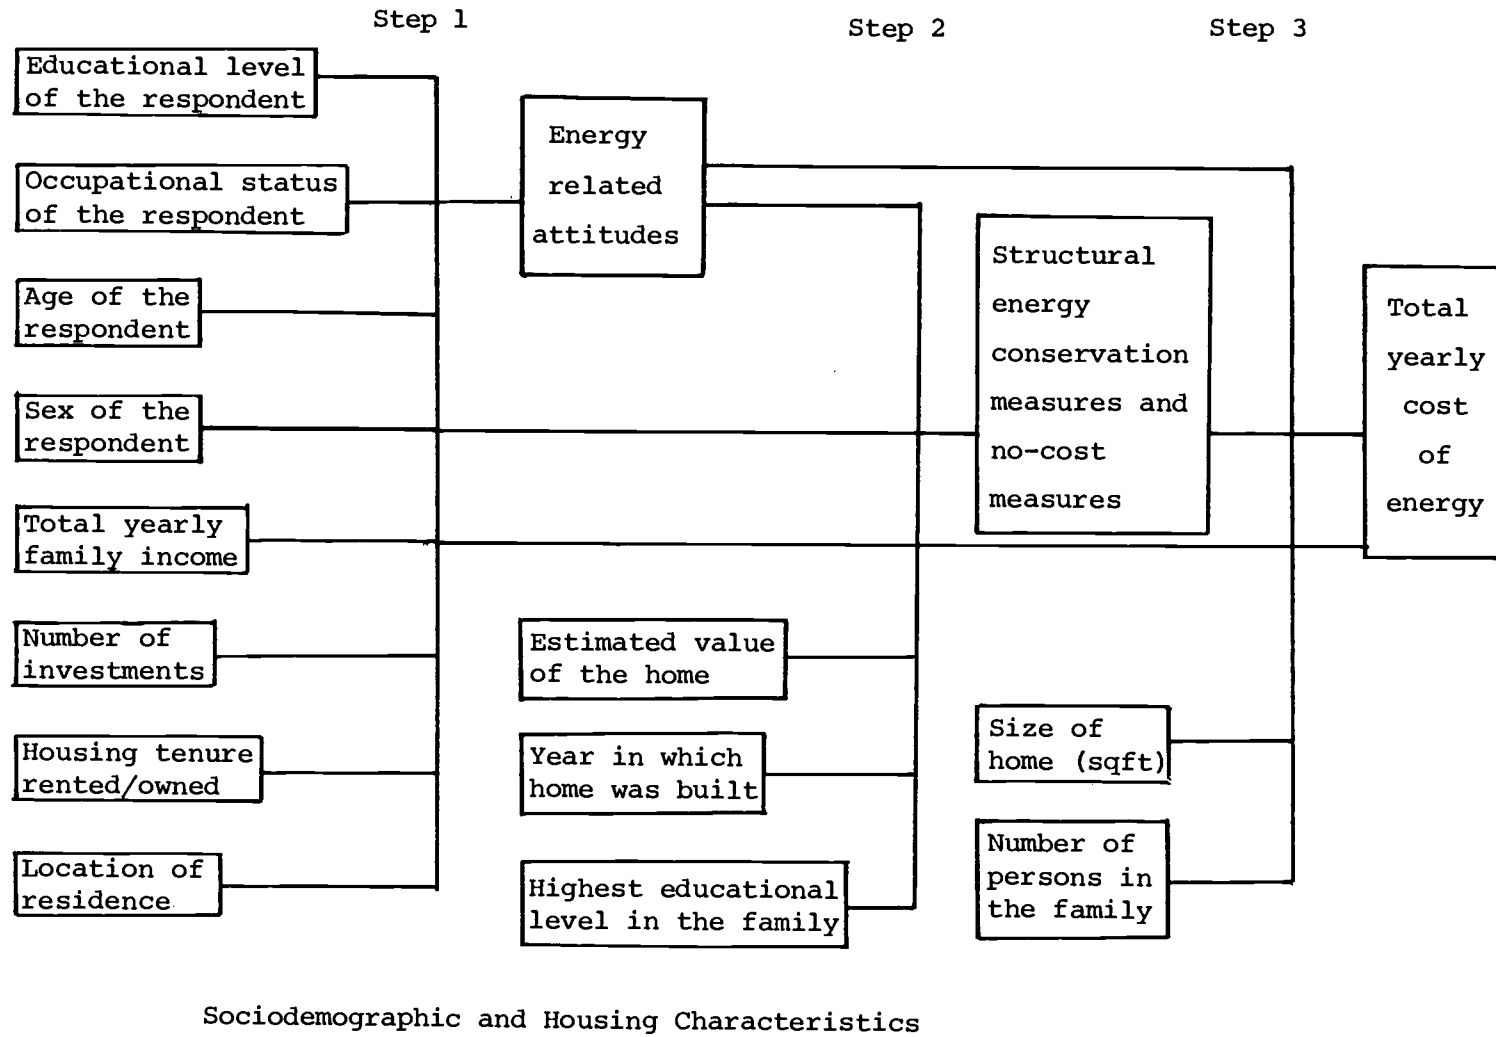 Step 1
Step 2
Step 3
Educational level
of the respondent
Occupational status
of the respondent
Age of the
respondent
Sex of the
respondent
Total yearly
family income
Number of
investments
Housing tenure
rented/owned
Location of
residence
Energy
related
attitudes
Estimated value
of the home
Year in which
home was built
Highest educational
level in the family
Structural
energy
conservation
measures and
no-cost
measures
Size of
home (sqft)
Number of
persons in
the family
Total
yearly
cost
of
energy
Sociodemographic and Housing Characteristics